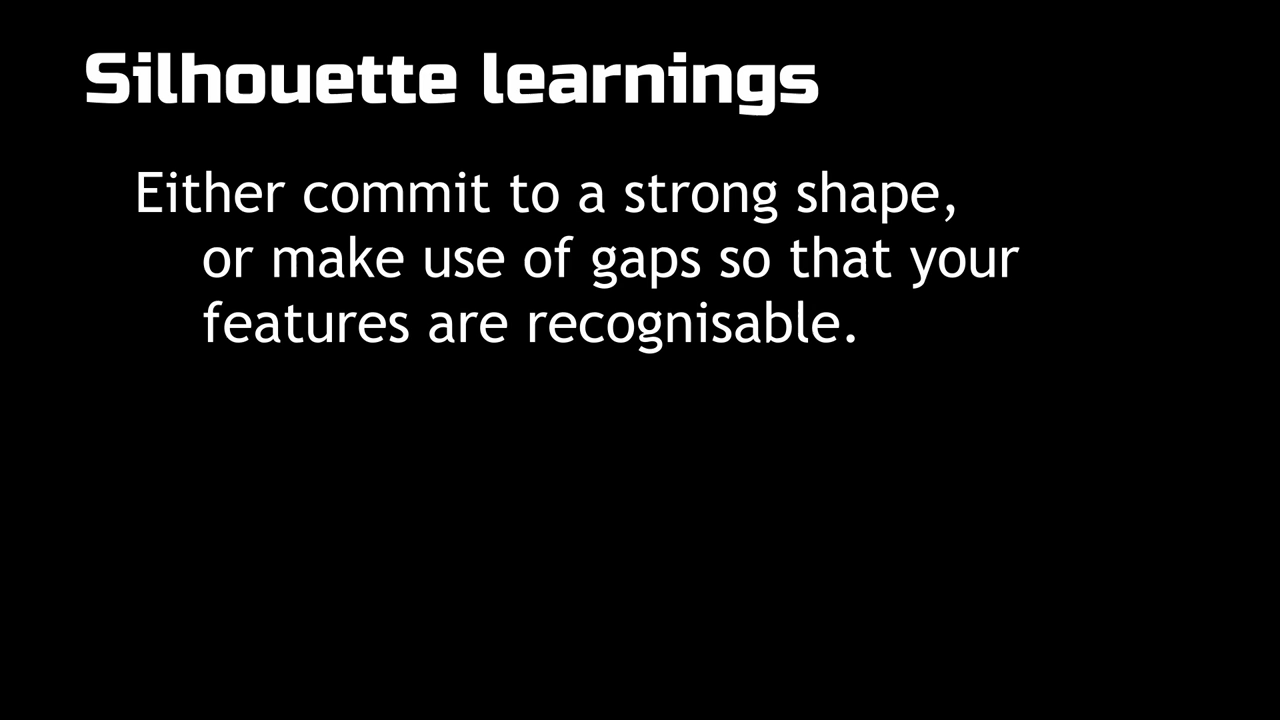 Silhouette learnings
Either commit to a strong shape,
or make use of gaps so that your
features are recognisable.